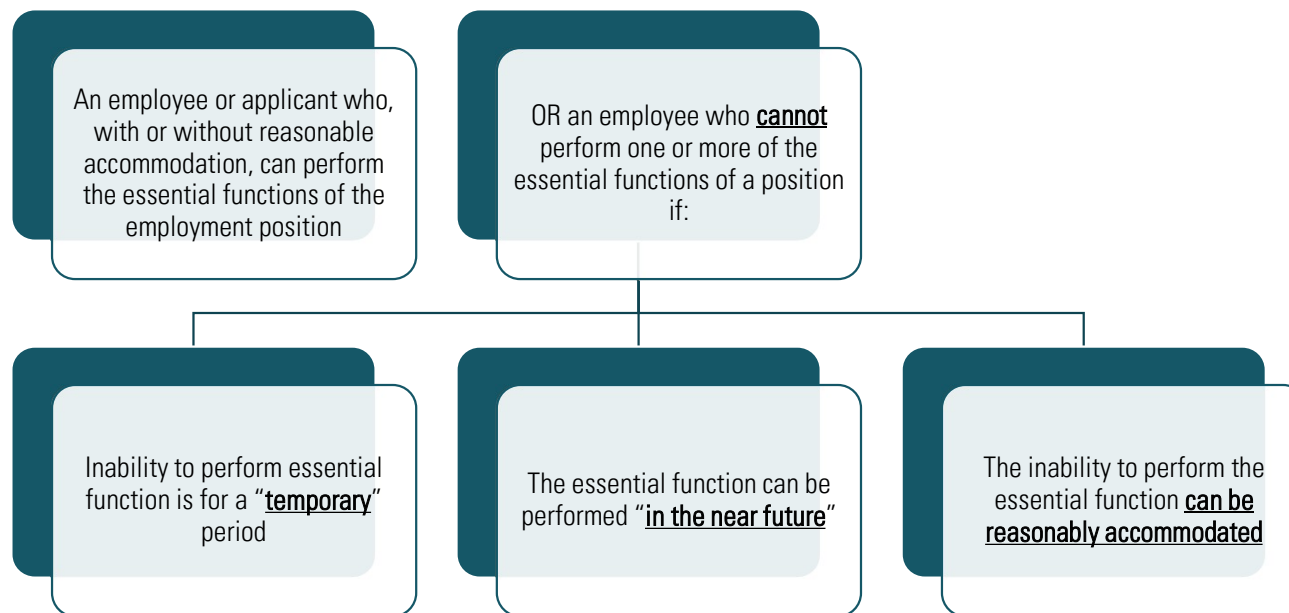 An employee or applicant who,
with or without reasonable
accommodation, can perform
the essential functions of the
employment position
OR an employee who cannot
perform one or more of the
essential functions of a position
if:
Inability to perform essential
function is for a “temporary”
period
The essential function can be
performed “in the near future”
The inability to perform the
essential function can be
reasonably accommodated